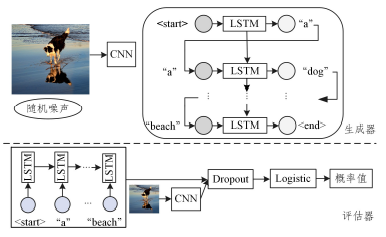 <start>
LSTM
"a"
CNN
"a"
LSTM
"dog"
随机噪声
"beach"
LSTM
<end>
生成器
LSTM
LSTM
LSTM
Dropout
Logistic
概率值
CNN
<start>
"a"
"beach"
评估器